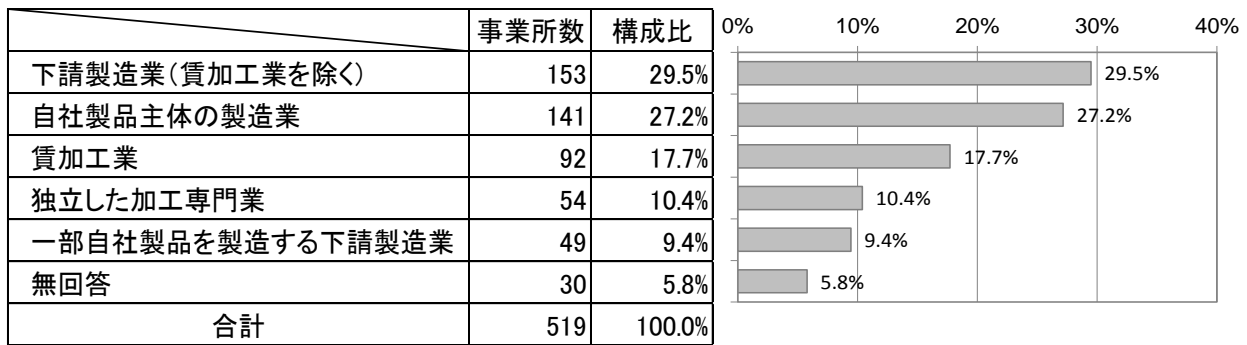 事業所数 構成比
下請製造業(賃加工業を除く) 153 29.5%
自社製品主体の製造業 141 27.2%
賃加工業 92 17.7%
独立した加工専門業 54 10.4%
一部自社製品を製造する下請製造業 49 9.4%
無回答 30 5.8%
合計 519 100.0%
0% 10% 20% 30% 40%
29.5%
27.2%
17.7%
10.4%
9.4%
5.8%